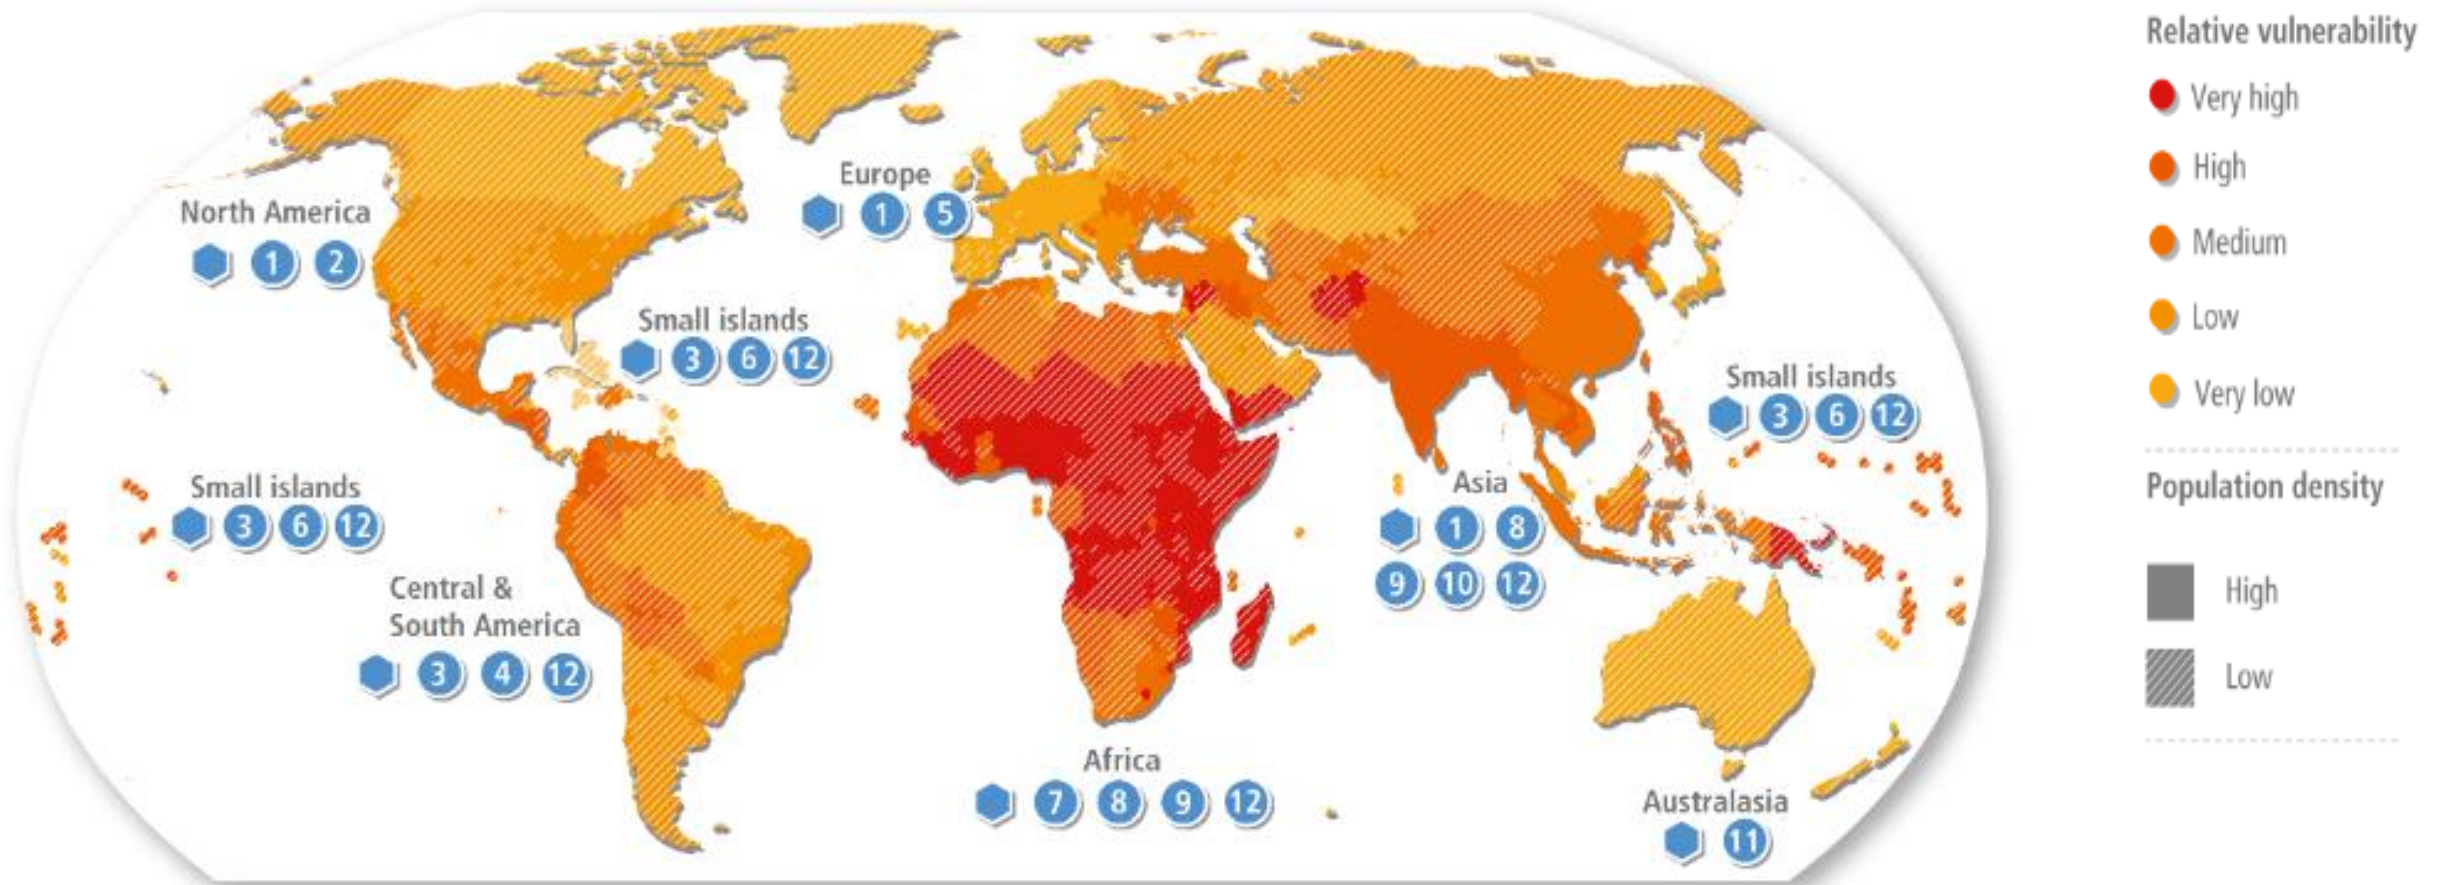 North America
1 2
Europe
1 5
Small islands
3 6 12
Small islands
3 6 12
Central &
South America
3 4 12
Africa
7 8 9 12
Asia
1 8
9 10 12
Small islands
3 6 12
Australasia
11
Relative vulnerability
Very high
High
Medium
Low
Very low
Population density
High
Low